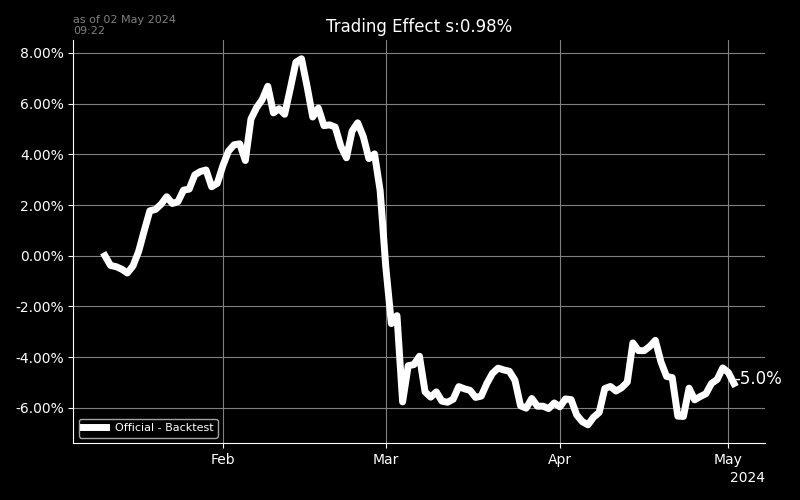 as of 02 May 2024
09:22
Trading Effect s:0.98%
8.00%
6.00%
4.00%
2.00%
0.00%
-2.00%
-4.00%
-6.00%
-5.0%
Official - Backtest
Feb
Mar
Apr
May
2024